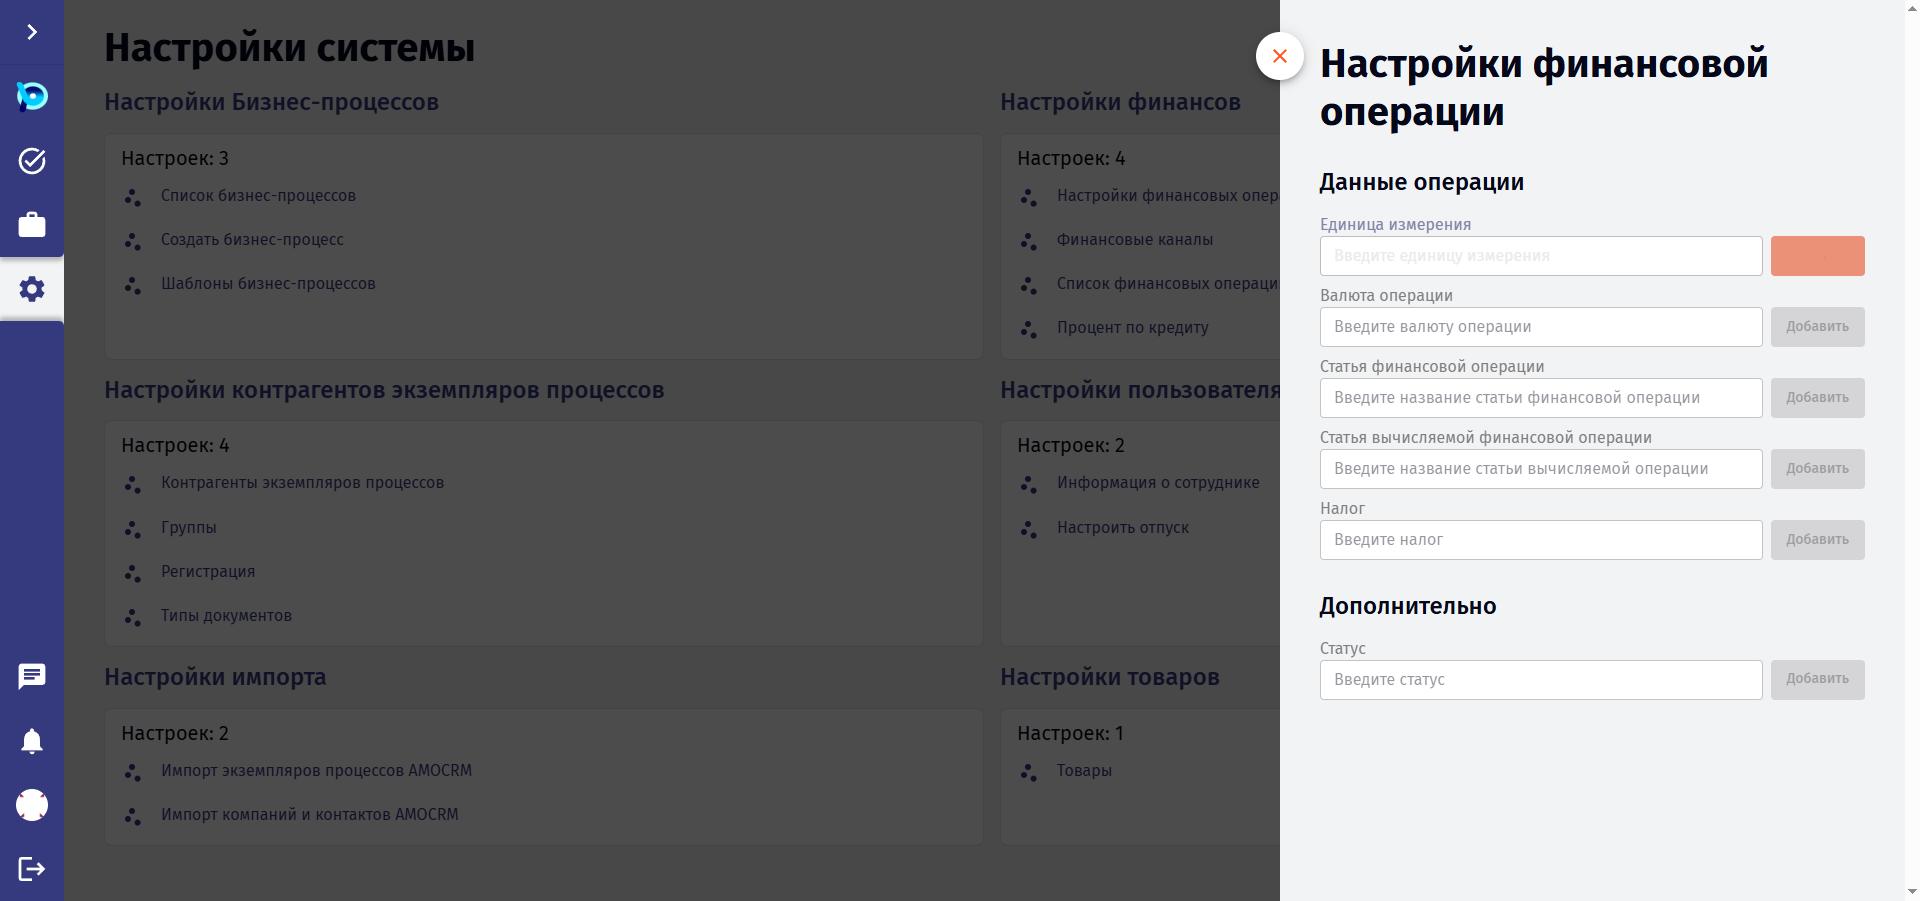 Настройки системы
Настройки Бизнес-процессов
Настроек: 3
Список бизнес-процессов
Создать бизнес-процесс
Шаблоны бизнес-процессов
Настройки финансов
Настроек: 4
Настройки финансовых опер
Финансовые каналы
Список финансовых операци
Процент по кредиту
Настройки контрагентов экземпляров процессов
Настроек: 4
Контрагенты экземпляров процессов
Группы
Регистрация
Типы документов
Настройки пользователя
Настроек: 2
Информация о сотруднике
Настроить отпуск
Настройки импорта
Настроек: 2
Импорт экземпляров процессов AMOCRM
Импорт компаний и контактов AMOCRM
Настройки товаров
Настроек: 1
Товары
Настройки финансовой
операции
Данные операции
Единица измерения
Введите единицу измерения
Валюта операции
Введите валюту операции
Добавить
Статья финансовой операции
Введите название статьи финансовой операции
Добавить
Статья вычисляемой финансовой операции
Введите название статьи вычисляемой операции
Добавить
Налог
Введите налог
Добавить
Дополнительно
Статус
Введите статус
Добавить